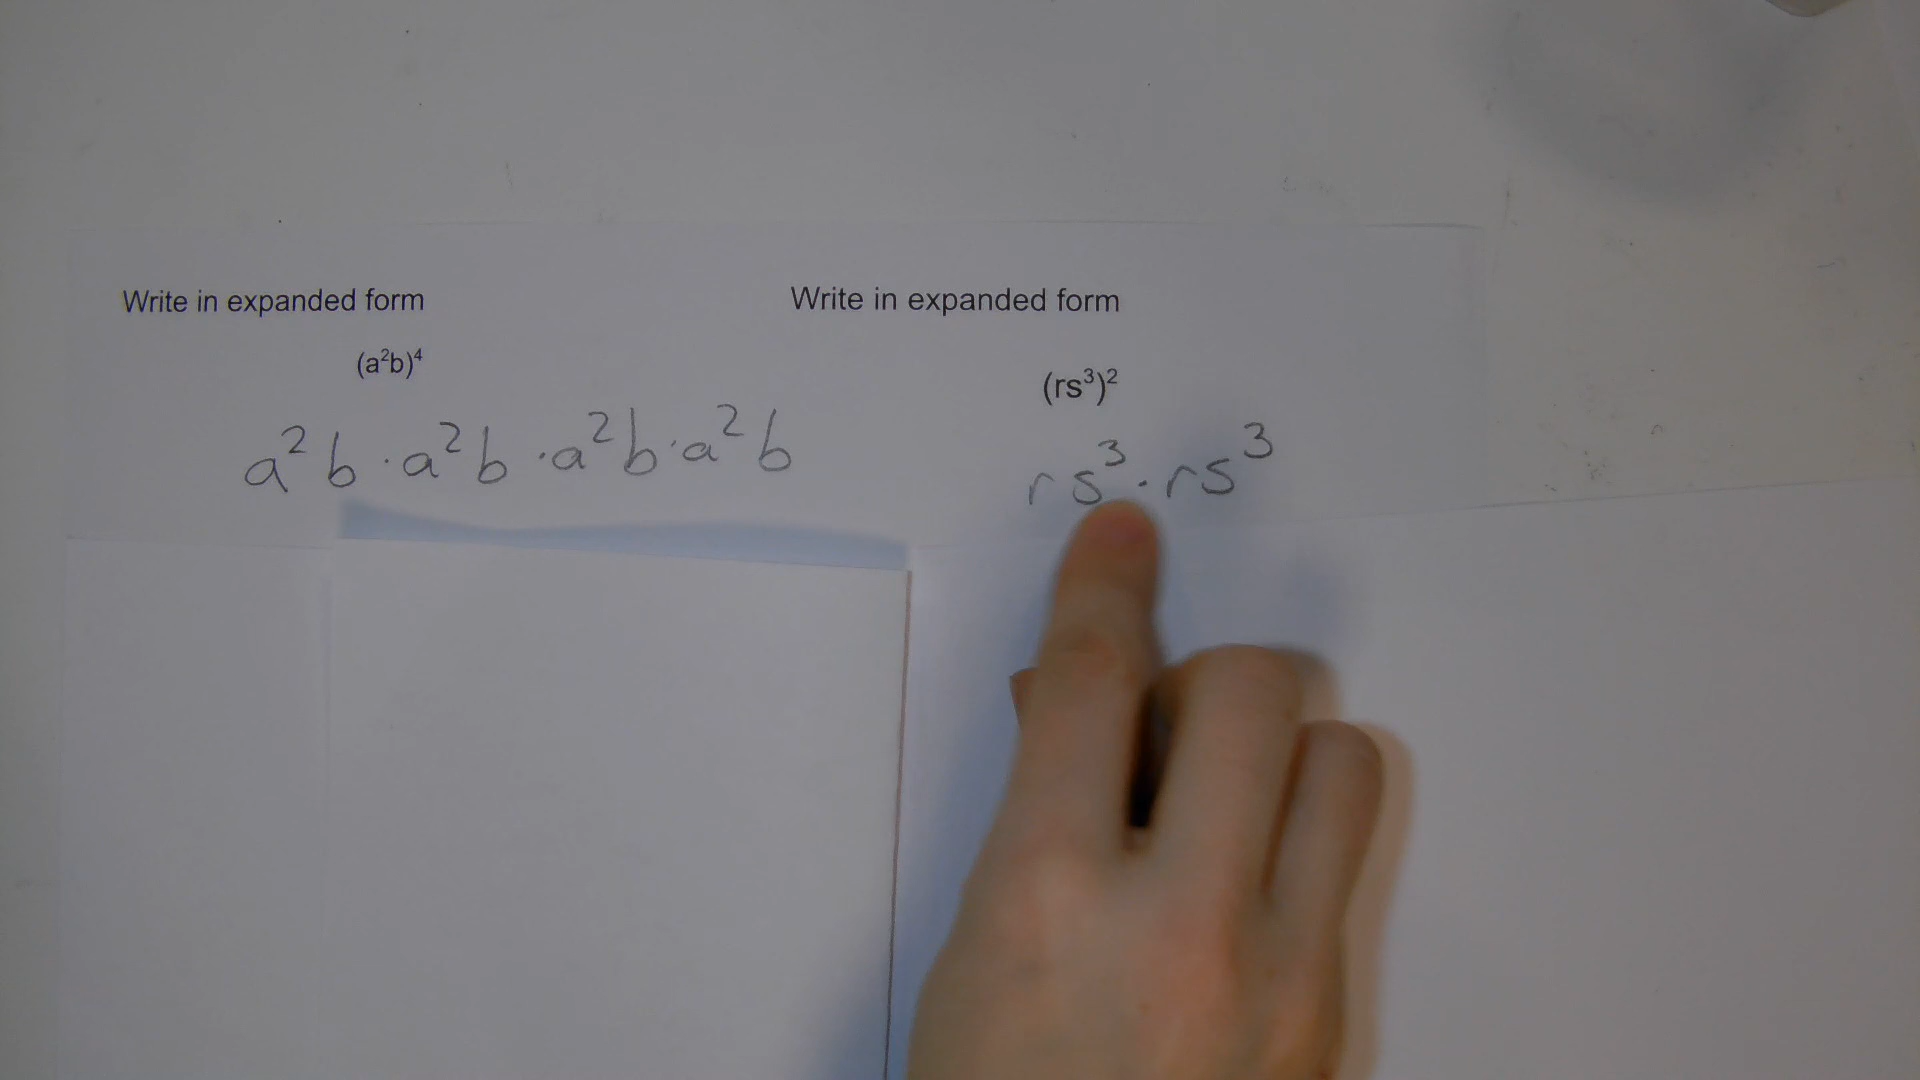 Write in expanded form
(a²b)⁴
a²b · a²b · a²b · a²b
Write in expanded form
(rs³)²
rs³ · rs³